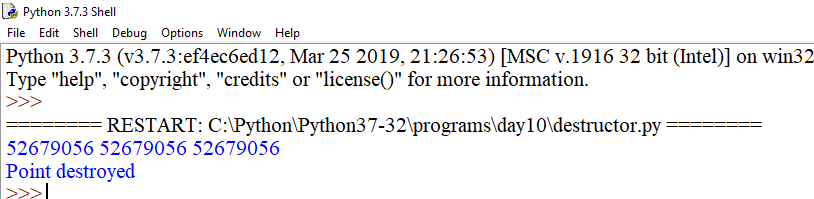 Python 3.7.3 Shell
File Edit Shell Debug Options Window Help
Python 3.7.3 (v3.7.3:ef4ec6ed12, Mar 25 2019, 21:26:53) [MSC v.1916 32 bit (Intel)] on win32
Type "help", "copyright", "credits" or "license()" for more information.
>>>
======== RESTART: C:\Python\Python37-32\programs\day10\destructor.py ========
52679056 52679056 52679056
Point destroyed
>>>